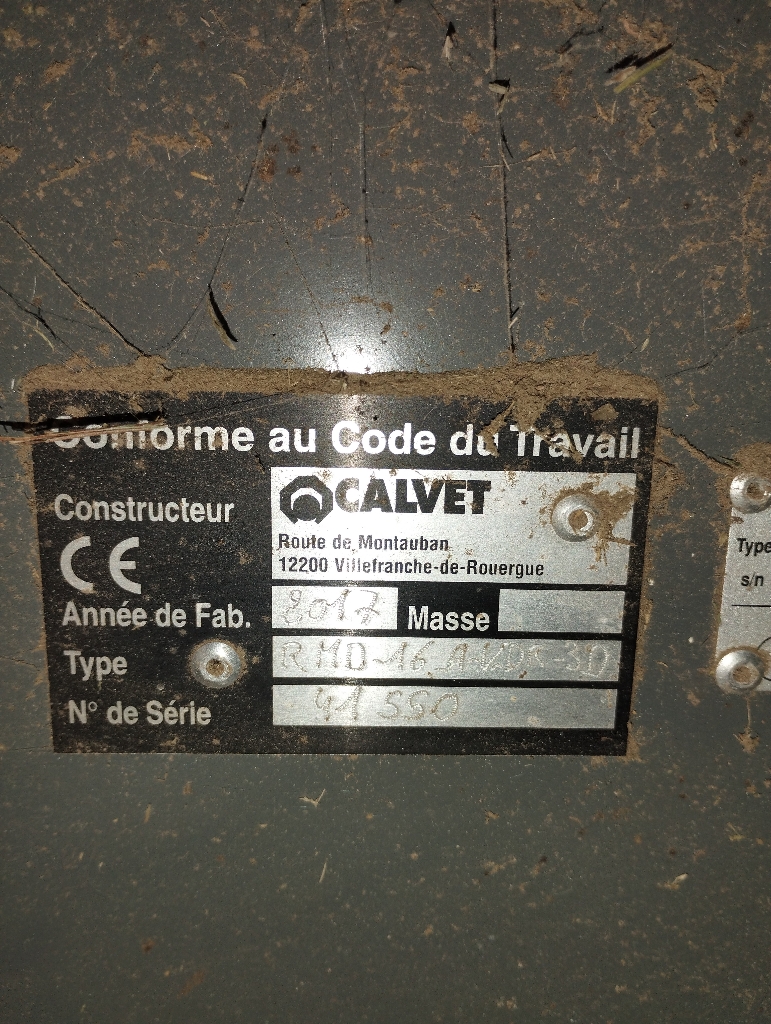 Conforme au Code du Travail
Constructeur
CALVET
Route de Montauban
12200 Villefranche-de-Rouergue
CE
Année de Fab. 2017 Masse
Type
N° de Série 41 550
Type
s/n